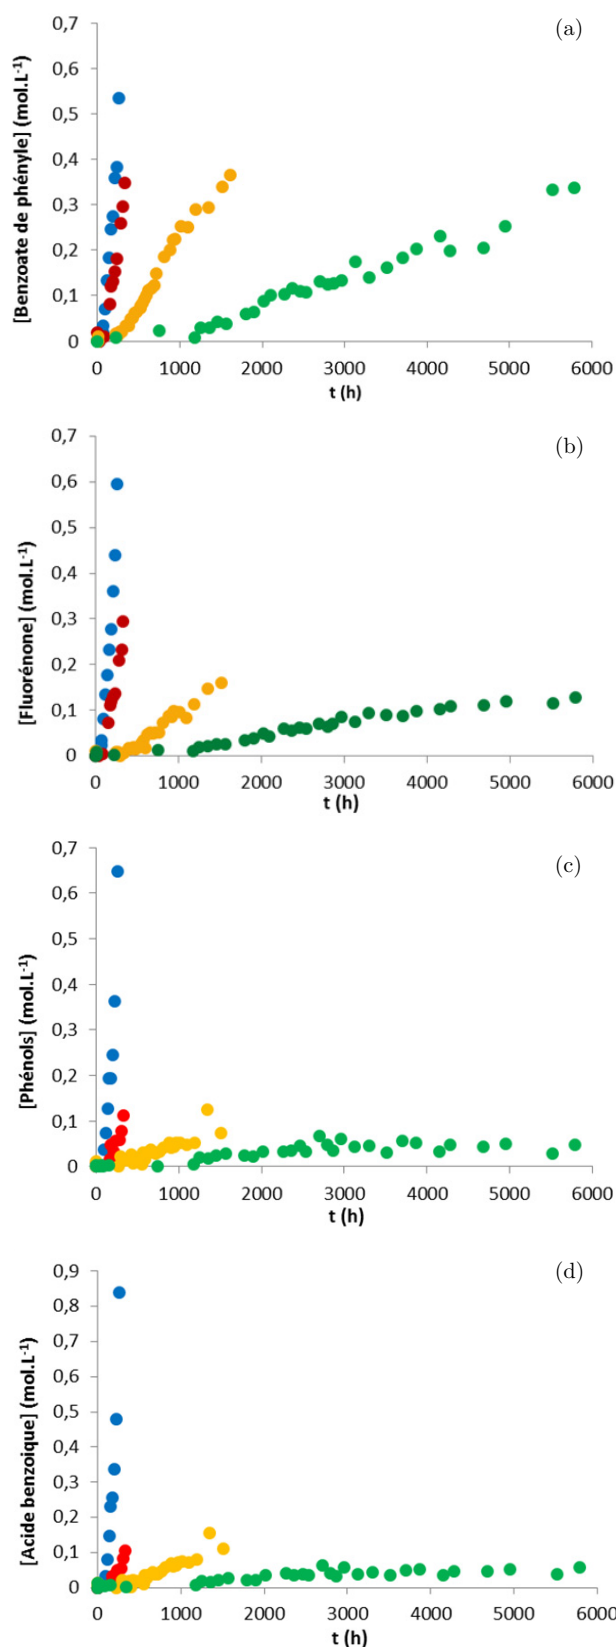 (a)
[Benzoate de phényle] (mol.L-1)
0,7
0,6
0,5
0,4
0,3
0,2
0,1
0
0 1000 2000 3000 4000 5000 6000
t (h)
(b)
[Fluorénone] (mol.L-1)
0,7
0,6
0,5
0,4
0,3
0,2
0,1
0
0 1000 2000 3000 4000 5000 6000
t (h)
(c)
[Phénols] (mol.L-1)
0,7
0,6
0,5
0,4
0,3
0,2
0,1
0
0 1000 2000 3000 4000 5000 6000
t (h)
(d)
[Acide benzoique] (mol.L-1)
0,9
0,8
0,7
0,6
0,5
0,4
0,3
0,2
0,1
0
0 1000 2000 3000 4000 5000 6000
t (h)